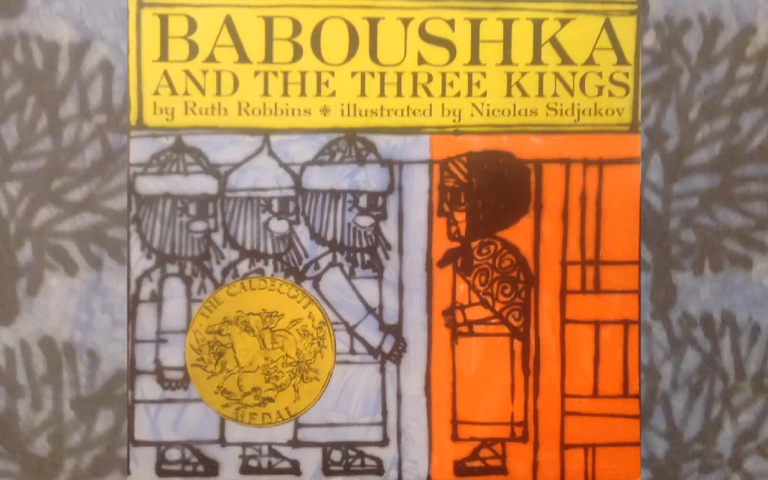 BABOUSHKA
AND THE THREE KINGS
by Ruth Robbins ❋ illustrated by Nicolas Sidjakov
THE CALDECOTT
MEDAL